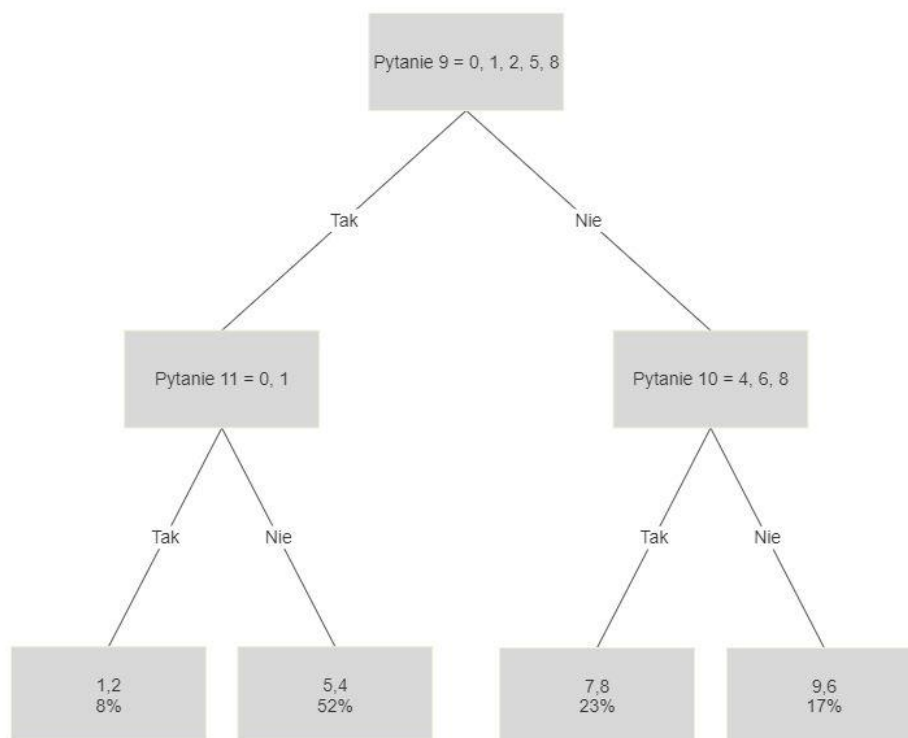 Pytanie 9 = 0, 1, 2, 5, 8
Tak
Nie
Pytanie 11 = 0, 1
Pytanie 10 = 4, 6, 8
Tak
Nie
Tak
Nie
1,2
8%
5,4
52%
7,8
23%
9,6
17%